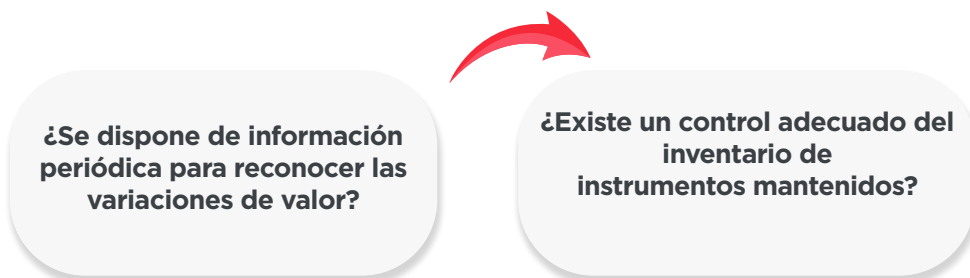 ¿Se dispone de información
periódica para reconocer las
variaciones de valor?
¿Existe un control adecuado del
inventario de
instrumentos mantenidos?